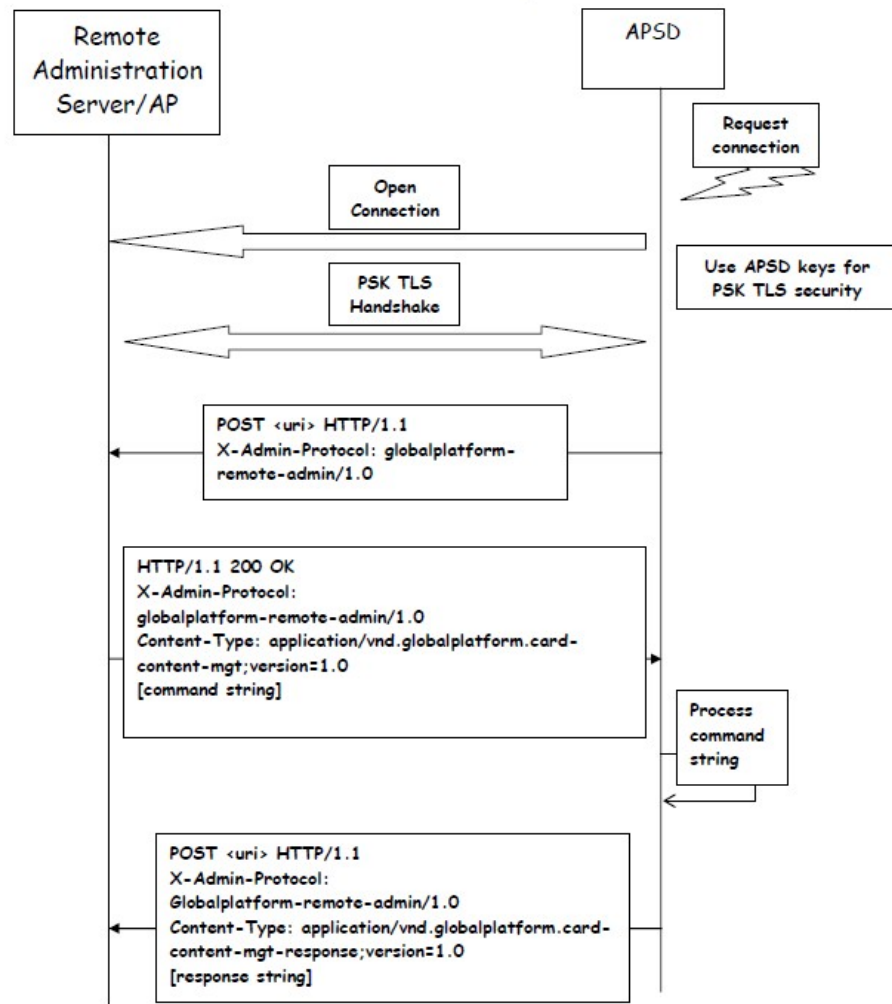 Remote
Administration
Server/AP
APSD
Request
connection
Open
Connection
Use APSD keys for
PSK TLS security
PSK TLS
Handshake
POST <uri> HTTP/1.1
X-Admin-Protocol: globalplatform-
remote-admin/1.0
HTTP/1.1 200 OK
X-Admin-Protocol:
globalplatform-remote-admin/1.0
Content-Type: application/vnd.globalplatform.card-
content-mgt;version=1.0
[command string]
Process
command
string
POST <uri> HTTP/1.1
X-Admin-Protocol:
Globalplatform-remote-admin/1.0
Content-Type: application/vnd.globalplatform.card-
content-mgt-response;version=1.0
[response string]